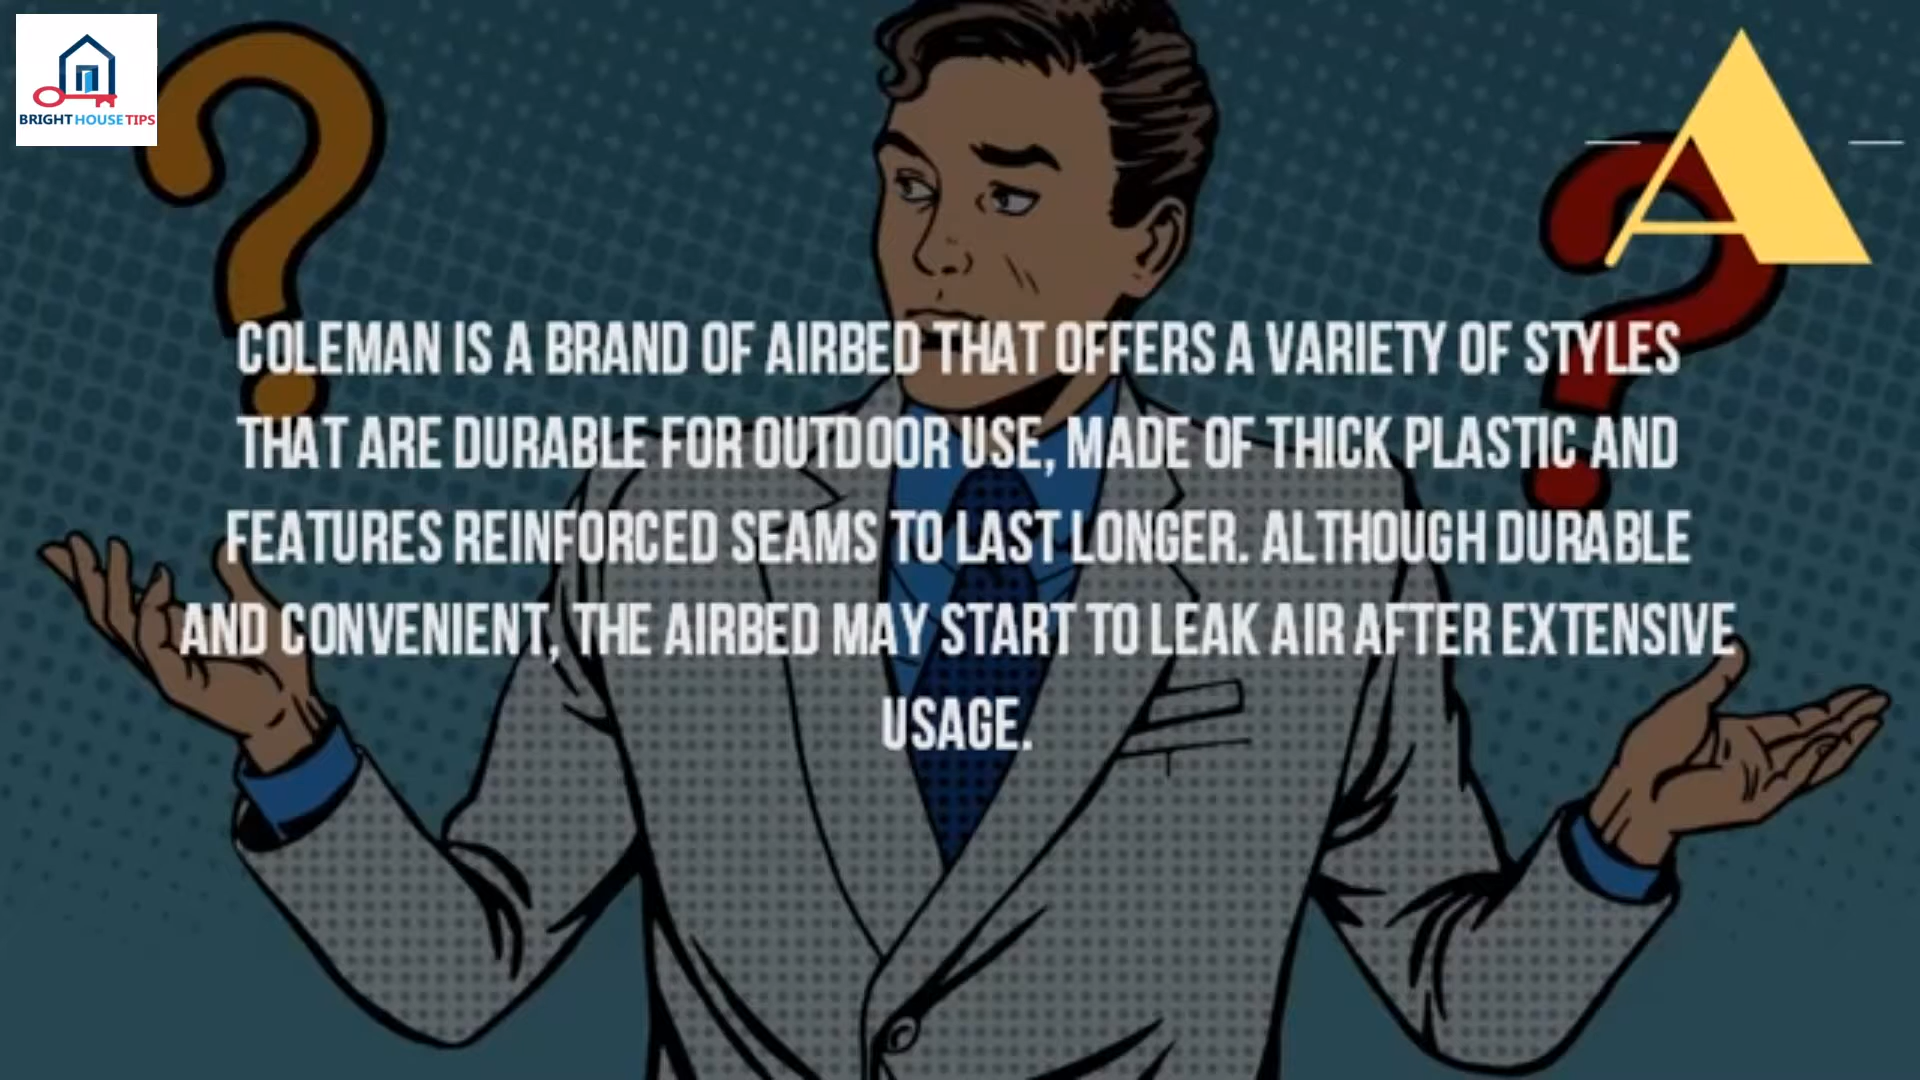 BRIGHT HOUSE TIPS
A
COLEMAN IS A BRAND OF AIRBED THAT OFFERS A VARIETY OF STYLES
THAT ARE DURABLE FOR OUTDOOR USE, MADE OF THICK PLASTIC AND
FEATURES REINFORCED SEAMS TO LAST LONGER. ALTHOUGH DURABLE
AND CONVENIENT, THE AIRBED MAY START TO LEAK AIR AFTER EXTENSIVE
USAGE.